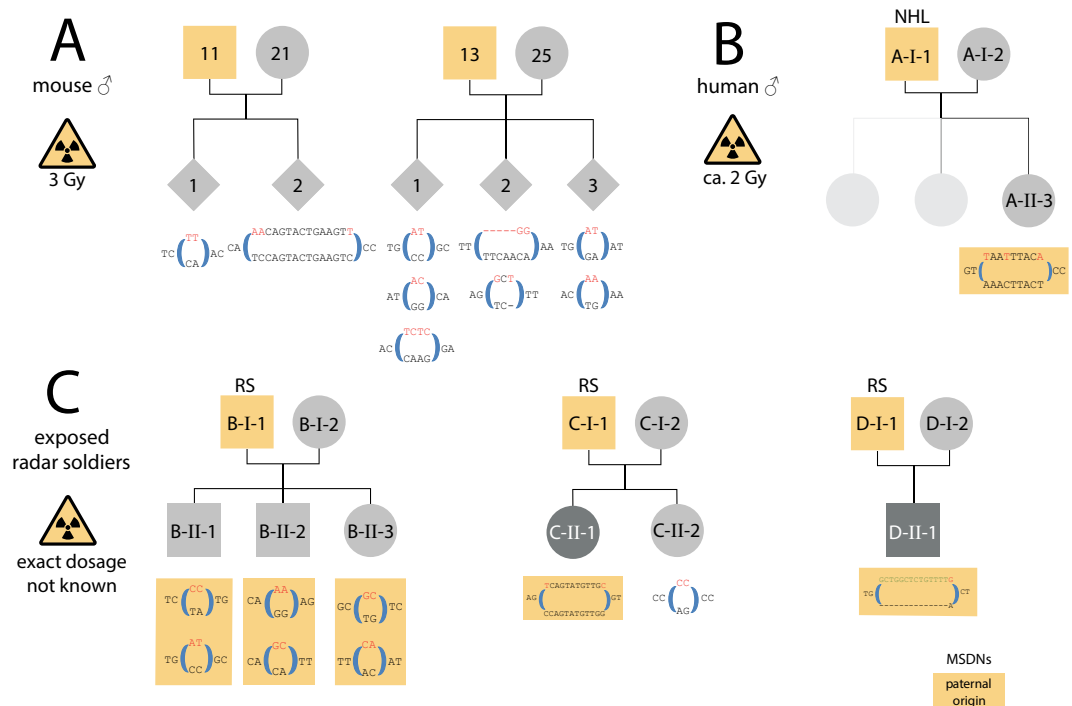 A
mouse ♂
3 Gy
11
21
13
25
1
2
1
2
3
TC ( TT / CA ) AC
CA ( AACAGTACTGAAGTT / TCCAGTACTGAAGTC ) CC
TG ( AT / CC ) GC
TT ( -----GG / TTCAACA ) AA
TG ( AT / GA ) AT
AT ( AC / GG ) CA
AG ( GCT / TC- ) TT
AC ( AA / TG ) AA
AC ( TCTC / CAAG ) GA
B
human ♂
ca. 2 Gy
NHL
A-I-1
A-I-2
A-II-3
GT ( TAATTTACA / AAACTTACT ) CC
C
exposed
radar soldiers
exact dosage
not known
RS
B-I-1
B-I-2
B-II-1
B-II-2
B-II-3
TC ( CC / TA ) TG
CA ( AA / GG ) AG
GC ( GC / TG ) TC
TG ( AT / CC ) GC
CA ( GC / CA ) TT
TT ( CA / AC ) AT
RS
C-I-1
C-I-2
C-II-1
C-II-2
AG ( TCAGTATGTTGC / CCAGTATGTTGG ) GT
CC ( CC / AG ) CC
RS
D-I-1
D-I-2
D-II-1
TG ( GCTGGCTCTGTTTTG / --------------A ) CT
MSDNs
paternal
origin